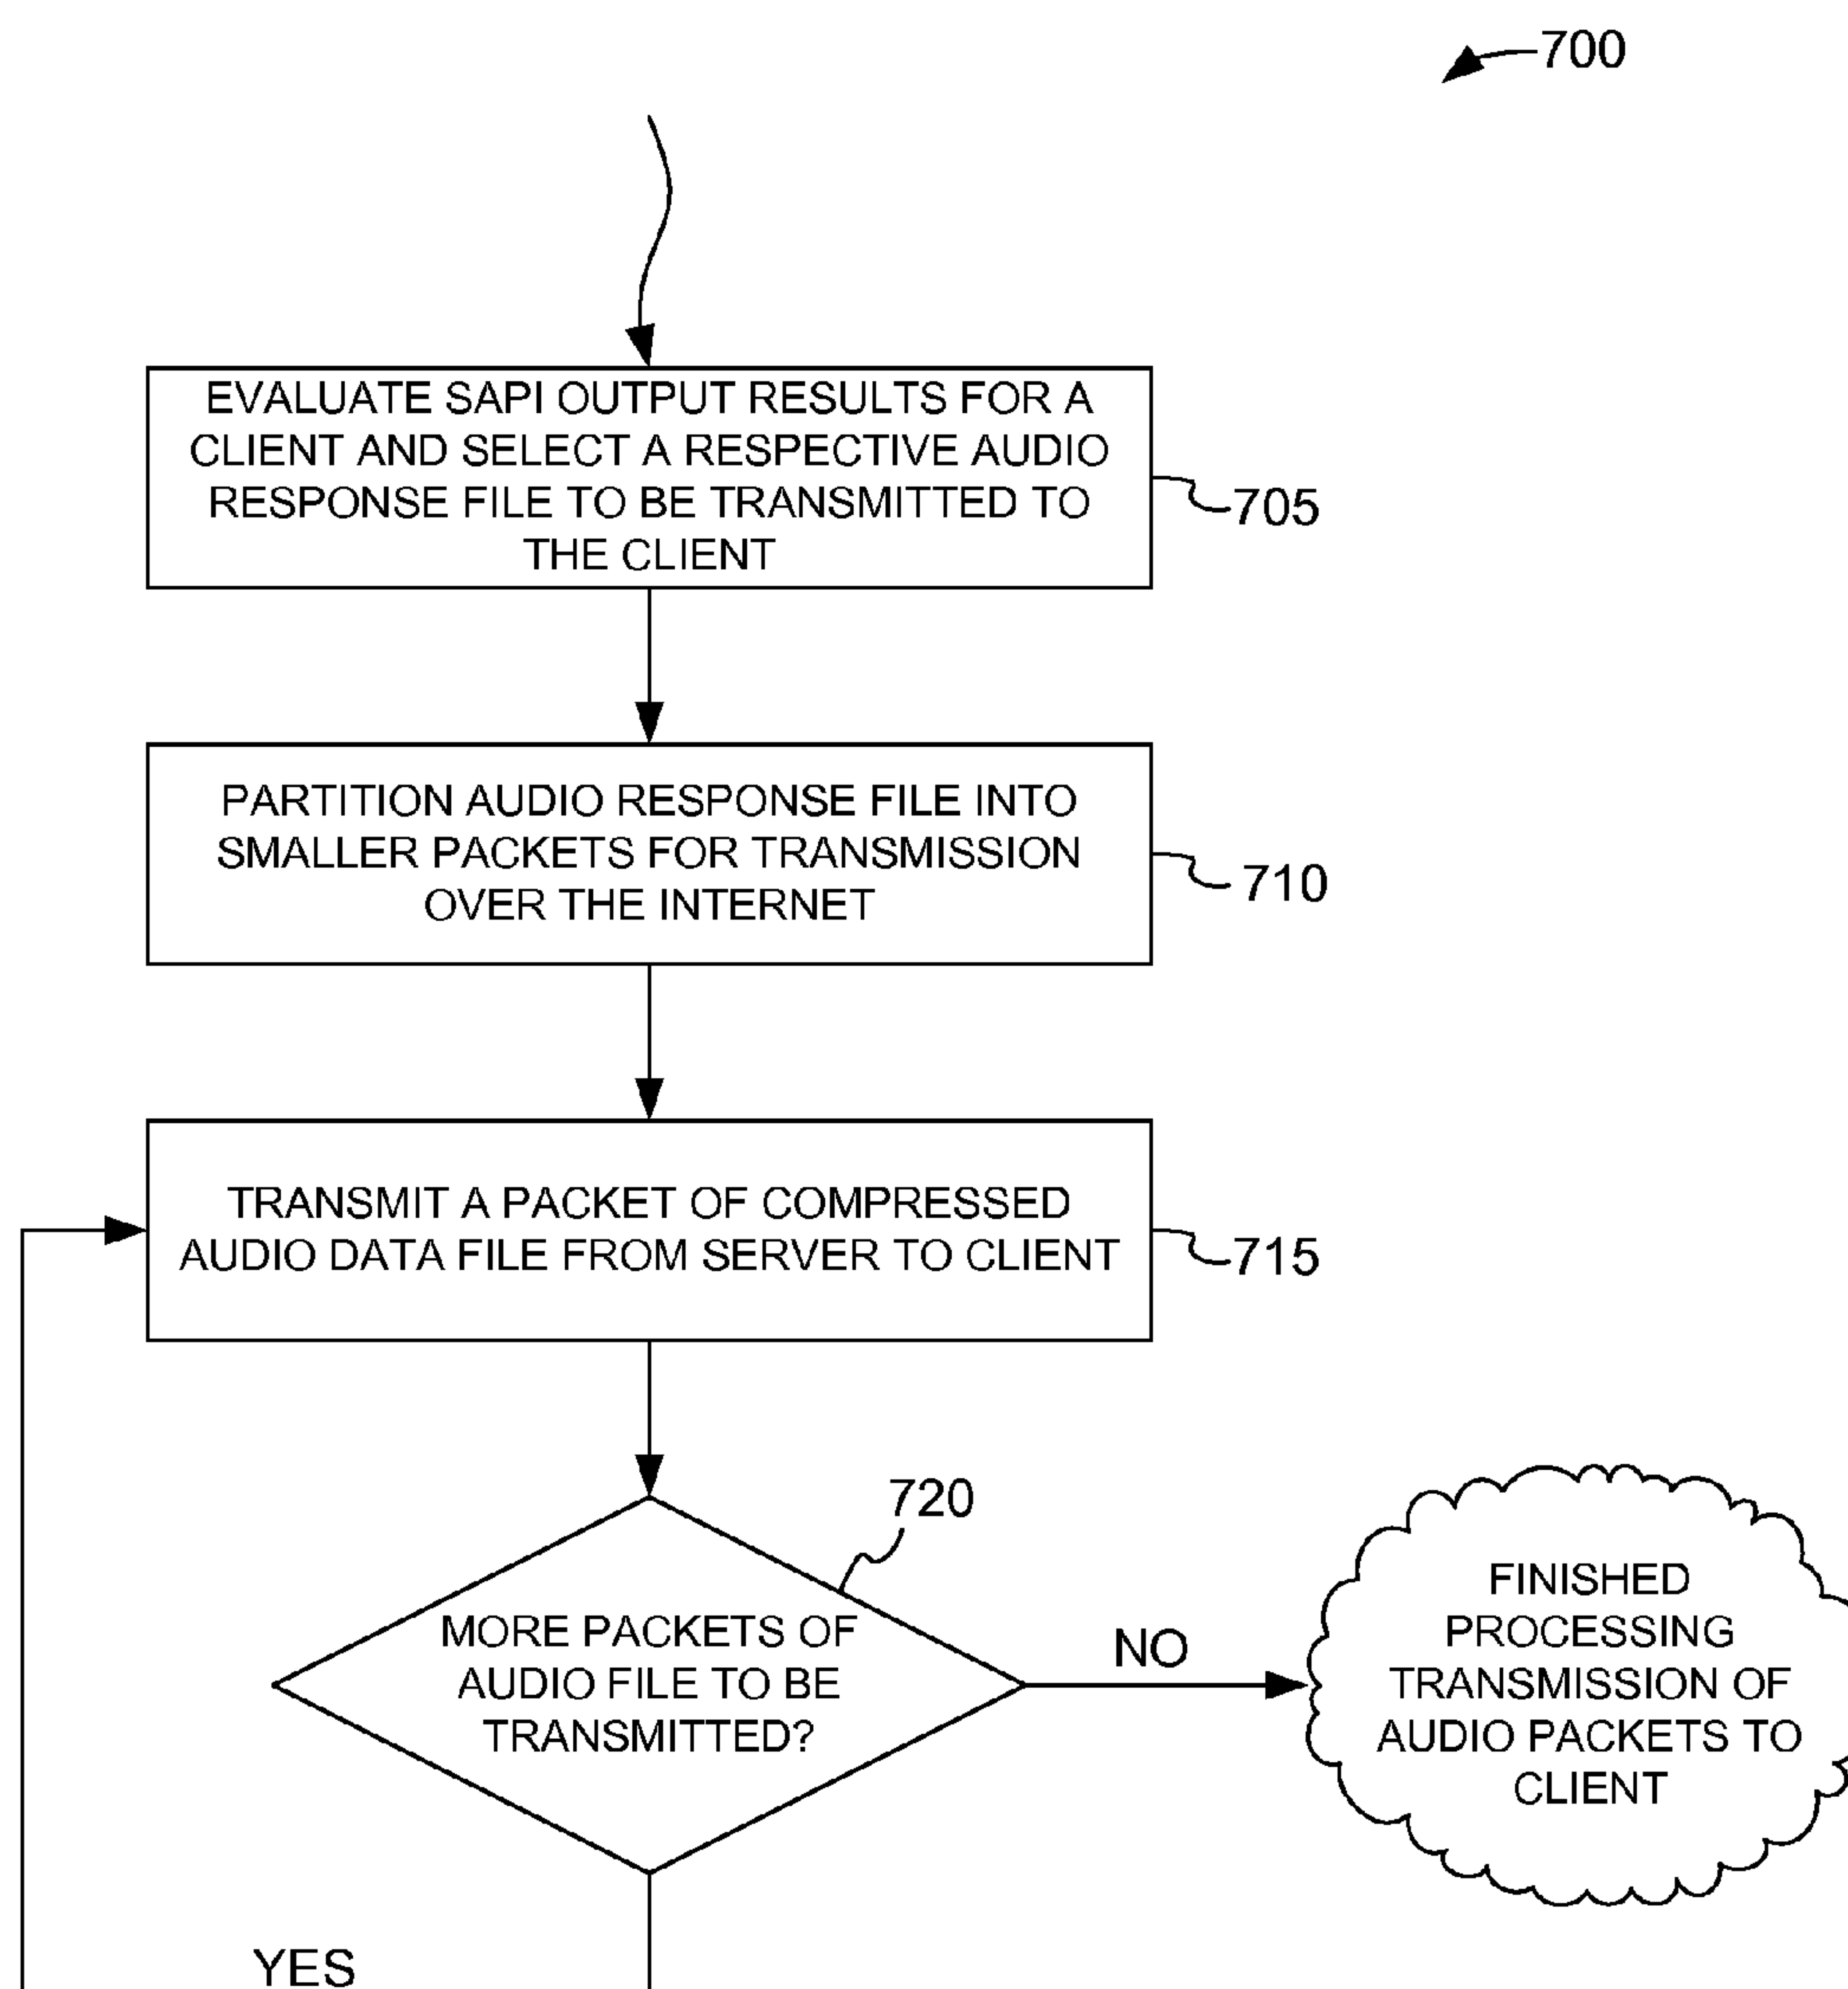 700
EVALUATE SAPI OUTPUT RESULTS FOR A
CLIENT AND SELECT A RESPECTIVE AUDIO
RESPONSE FILE TO BE TRANSMITTED TO
THE CLIENT
705
PARTITION AUDIO RESPONSE FILE INTO
SMALLER PACKETS FOR TRANSMISSION
OVER THE INTERNET
710
TRANSMIT A PACKET OF COMPRESSED
AUDIO DATA FILE FROM SERVER TO CLIENT
715
720
MORE PACKETS OF
AUDIO FILE TO BE
TRANSMITTED?
NO
FINISHED
PROCESSING
TRANSMISSION OF
AUDIO PACKETS TO
CLIENT
YES